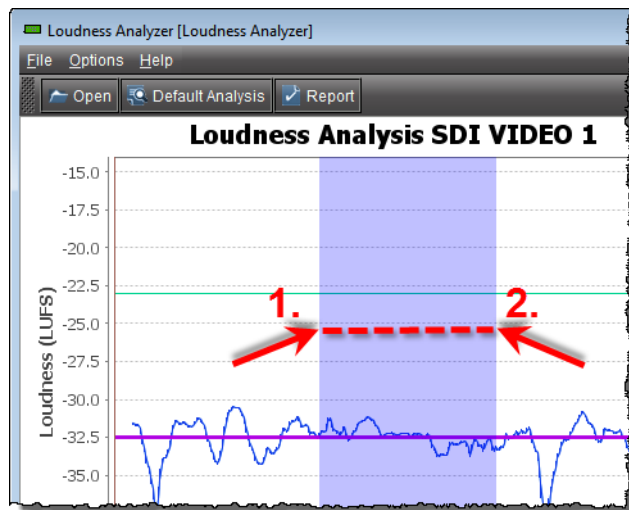 Loudness Analyzer [Loudness Analyzer]
File Options Help
Open Default Analysis Report
Loudness Analysis SDI VIDEO 1
-15.0
-17.5
-20.0
-22.5
1. 2.
-25.0
-27.5
-30.0
-32.5
-35.0
Loudness (LUFS)